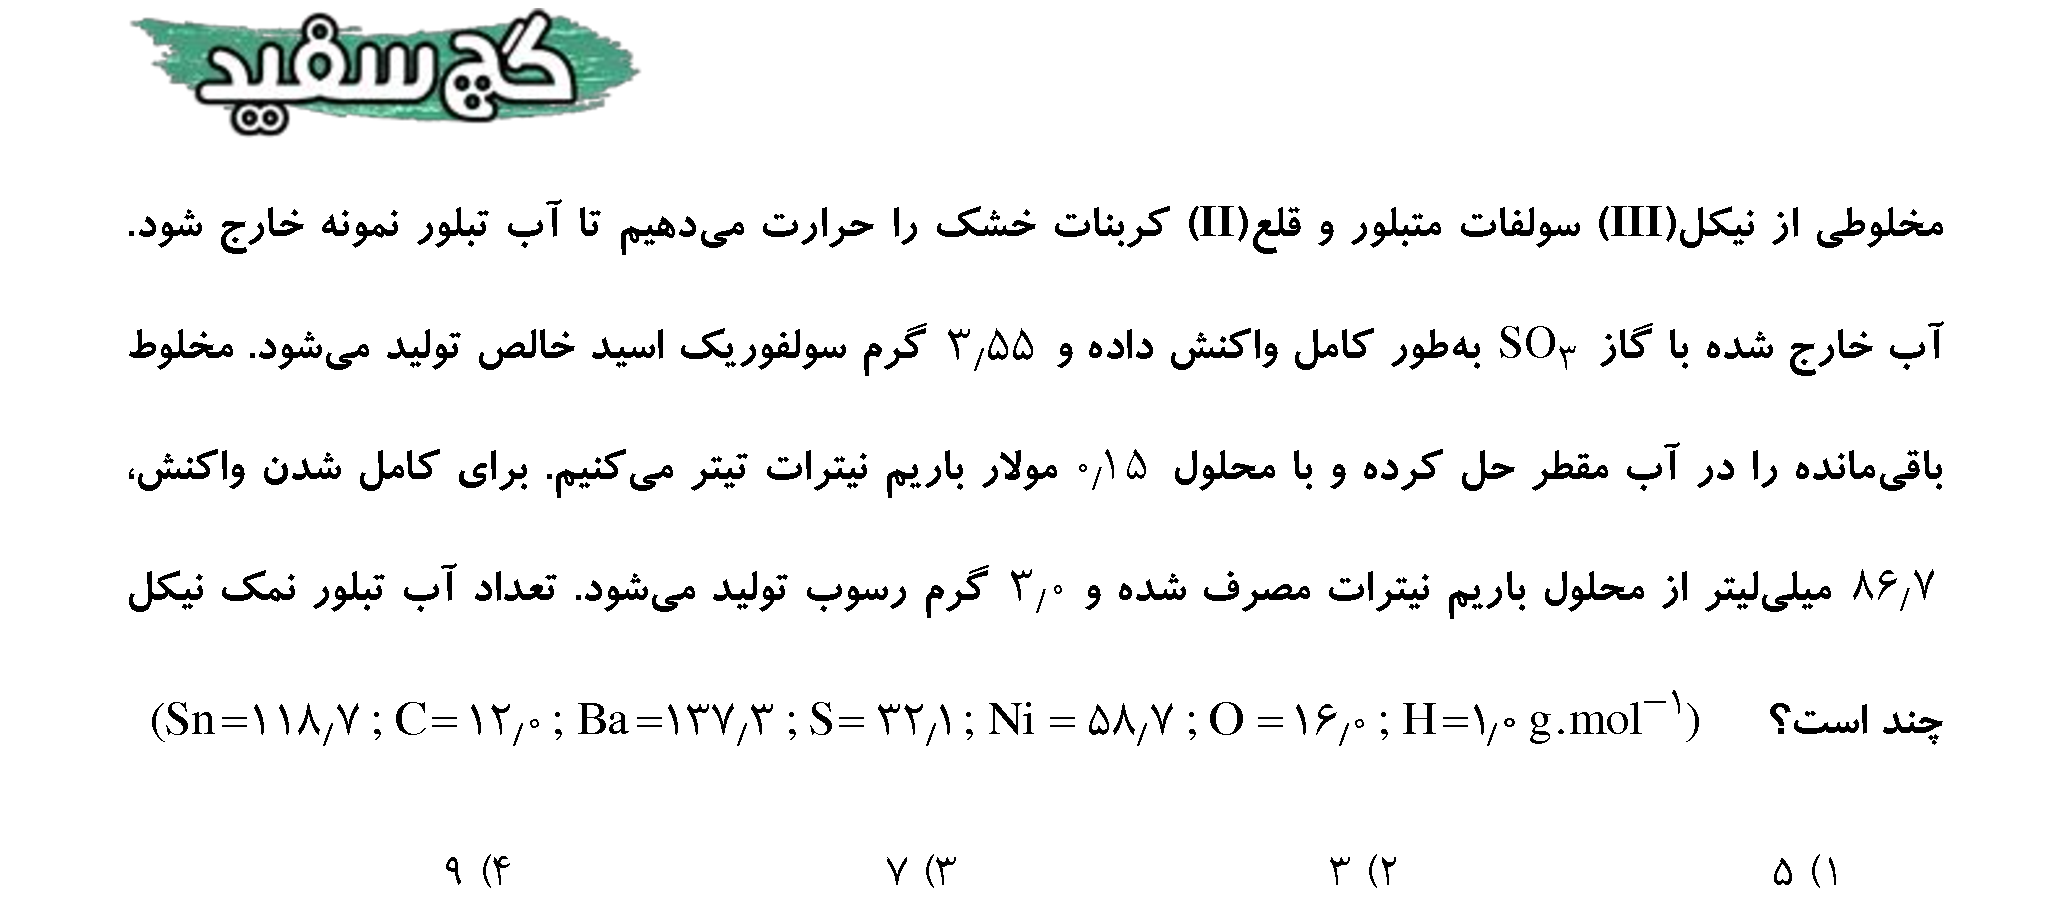 گچ سفید
مخلوطی از نیکل(III) سولفات متبلور و قلع(II) کربنات خشک را حرارت می‌دهیم تا آب تبلور نمونه خارج شود.
آب خارج شده با گاز SO₃ به‌طور کامل واکنش داده و ۳٫۵۵ گرم سولفوریک اسید خالص تولید می‌شود. مخلوط
باقی‌مانده را در آب مقطر حل کرده و با محلول ۰٫۱۵ مولار باریم نیترات تیتر می‌کنیم. برای کامل شدن واکنش،
۸۶٫۷ میلی‌لیتر از محلول باریم نیترات مصرف شده و ۳٫۰ گرم رسوب تولید می‌شود. تعداد آب تبلور نمک نیکل
چند است؟ (Sn=۱۱۸٫۷ ; C=۱۲٫۰ ; Ba=۱۳۷٫۳ ; S=۳۲٫۱ ; Ni=۵۸٫۷ ; O=۱۶٫۰ ; H=۱٫۰ g.mol⁻¹)
۱) ۵ ۲) ۳ ۳) ۷ ۴) ۹